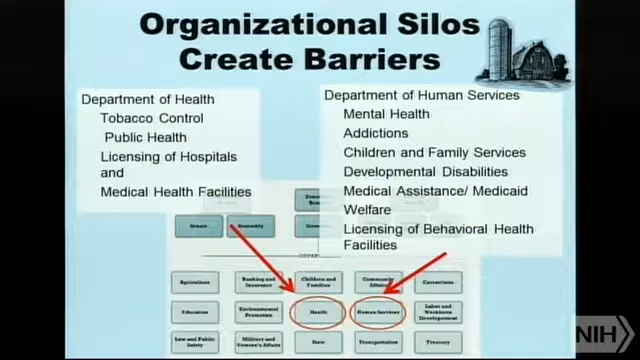 Organizational Silos
Create Barriers
Department of Health
Tobacco Control
Public Health
Licensing of Hospitals
and
Medical Health Facilities
Department of Human Services
Mental Health
Addictions
Children and Family Services
Developmental Disabilities
Medical Assistance/ Medicaid
Welfare
Licensing of Behavioral Health
Facilities
Senate
Assembly
Agriculture
Banking and
Insurance
Children and
Families
Community
Affairs
Corrections
Education
Environmental
Protection
Health
Human Services
Labor and
Workforce
Development
Law and Public
Safety
Military and
Veteran's Affairs
State
Transportation
Treasury
NIH